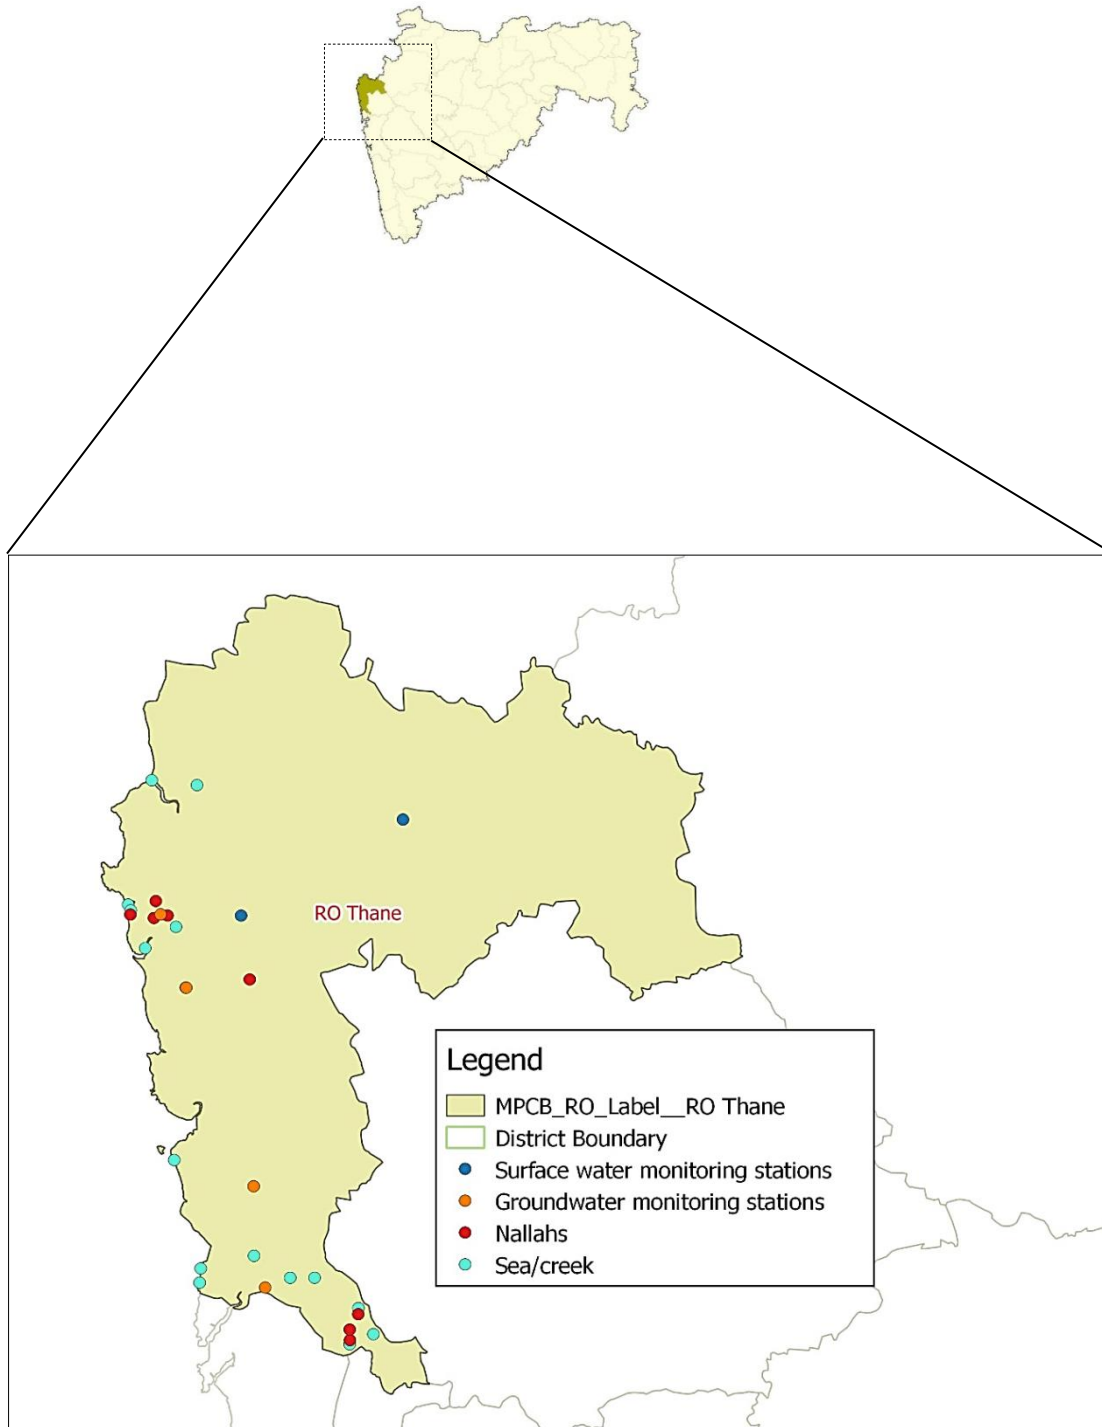 RO Thane
Legend
MPCB_RO_Label__RO Thane
District Boundary
Surface water monitoring stations
Groundwater monitoring stations
Nallahs
Sea/creek